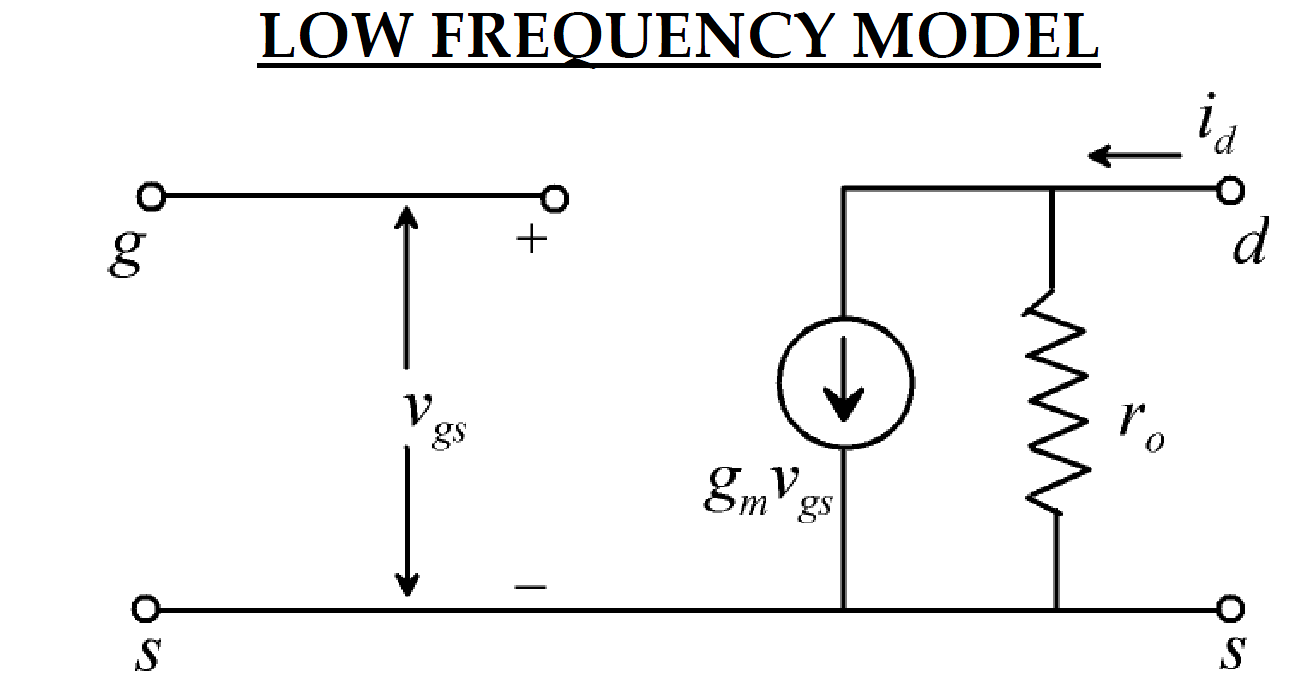 LOW FREQUENCY MODEL
i_d
g
+
d
v_gs
r_o
g_m v_gs
−
s
s